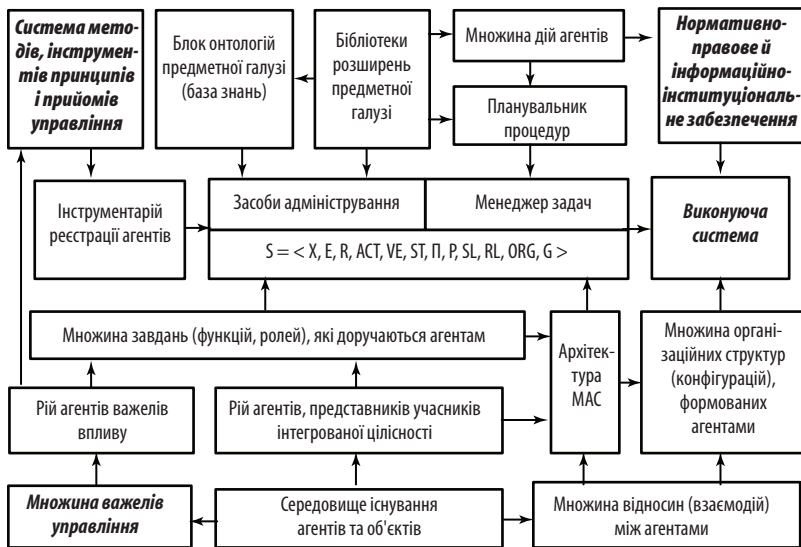 Система мето-
дів, інструмен-
тів принципів
і прийомів
управління
Блок онтологій
предметної галузі
(база знань)
Бібліотеки
розширень
предметної
галузі
Множина дій агентів
Планувальник
процедур
Нормативно-
правове й
інформаційно-
інституціональ-
не забезпечення
Інструментарій
реєстрації агентів
Засоби адміністрування
Менеджер задач
S = < X, E, R, ACT, VE, ST, П, P, SL, RL, ORG, G >
Виконуюча
система
Множина завдань (функцій, ролей), які доручаються агентам
Архітек-
тура
МАС
Множина органі-
заційних структур
(конфігурацій),
формованих
агентами
Рій агентів важелів
впливу
Рій агентів, представників учасників
інтегрованої цілісності
Множина важелів
управління
Середовище існування
агентів та об'єктів
Множина відносин (взаємодій)
між агентами